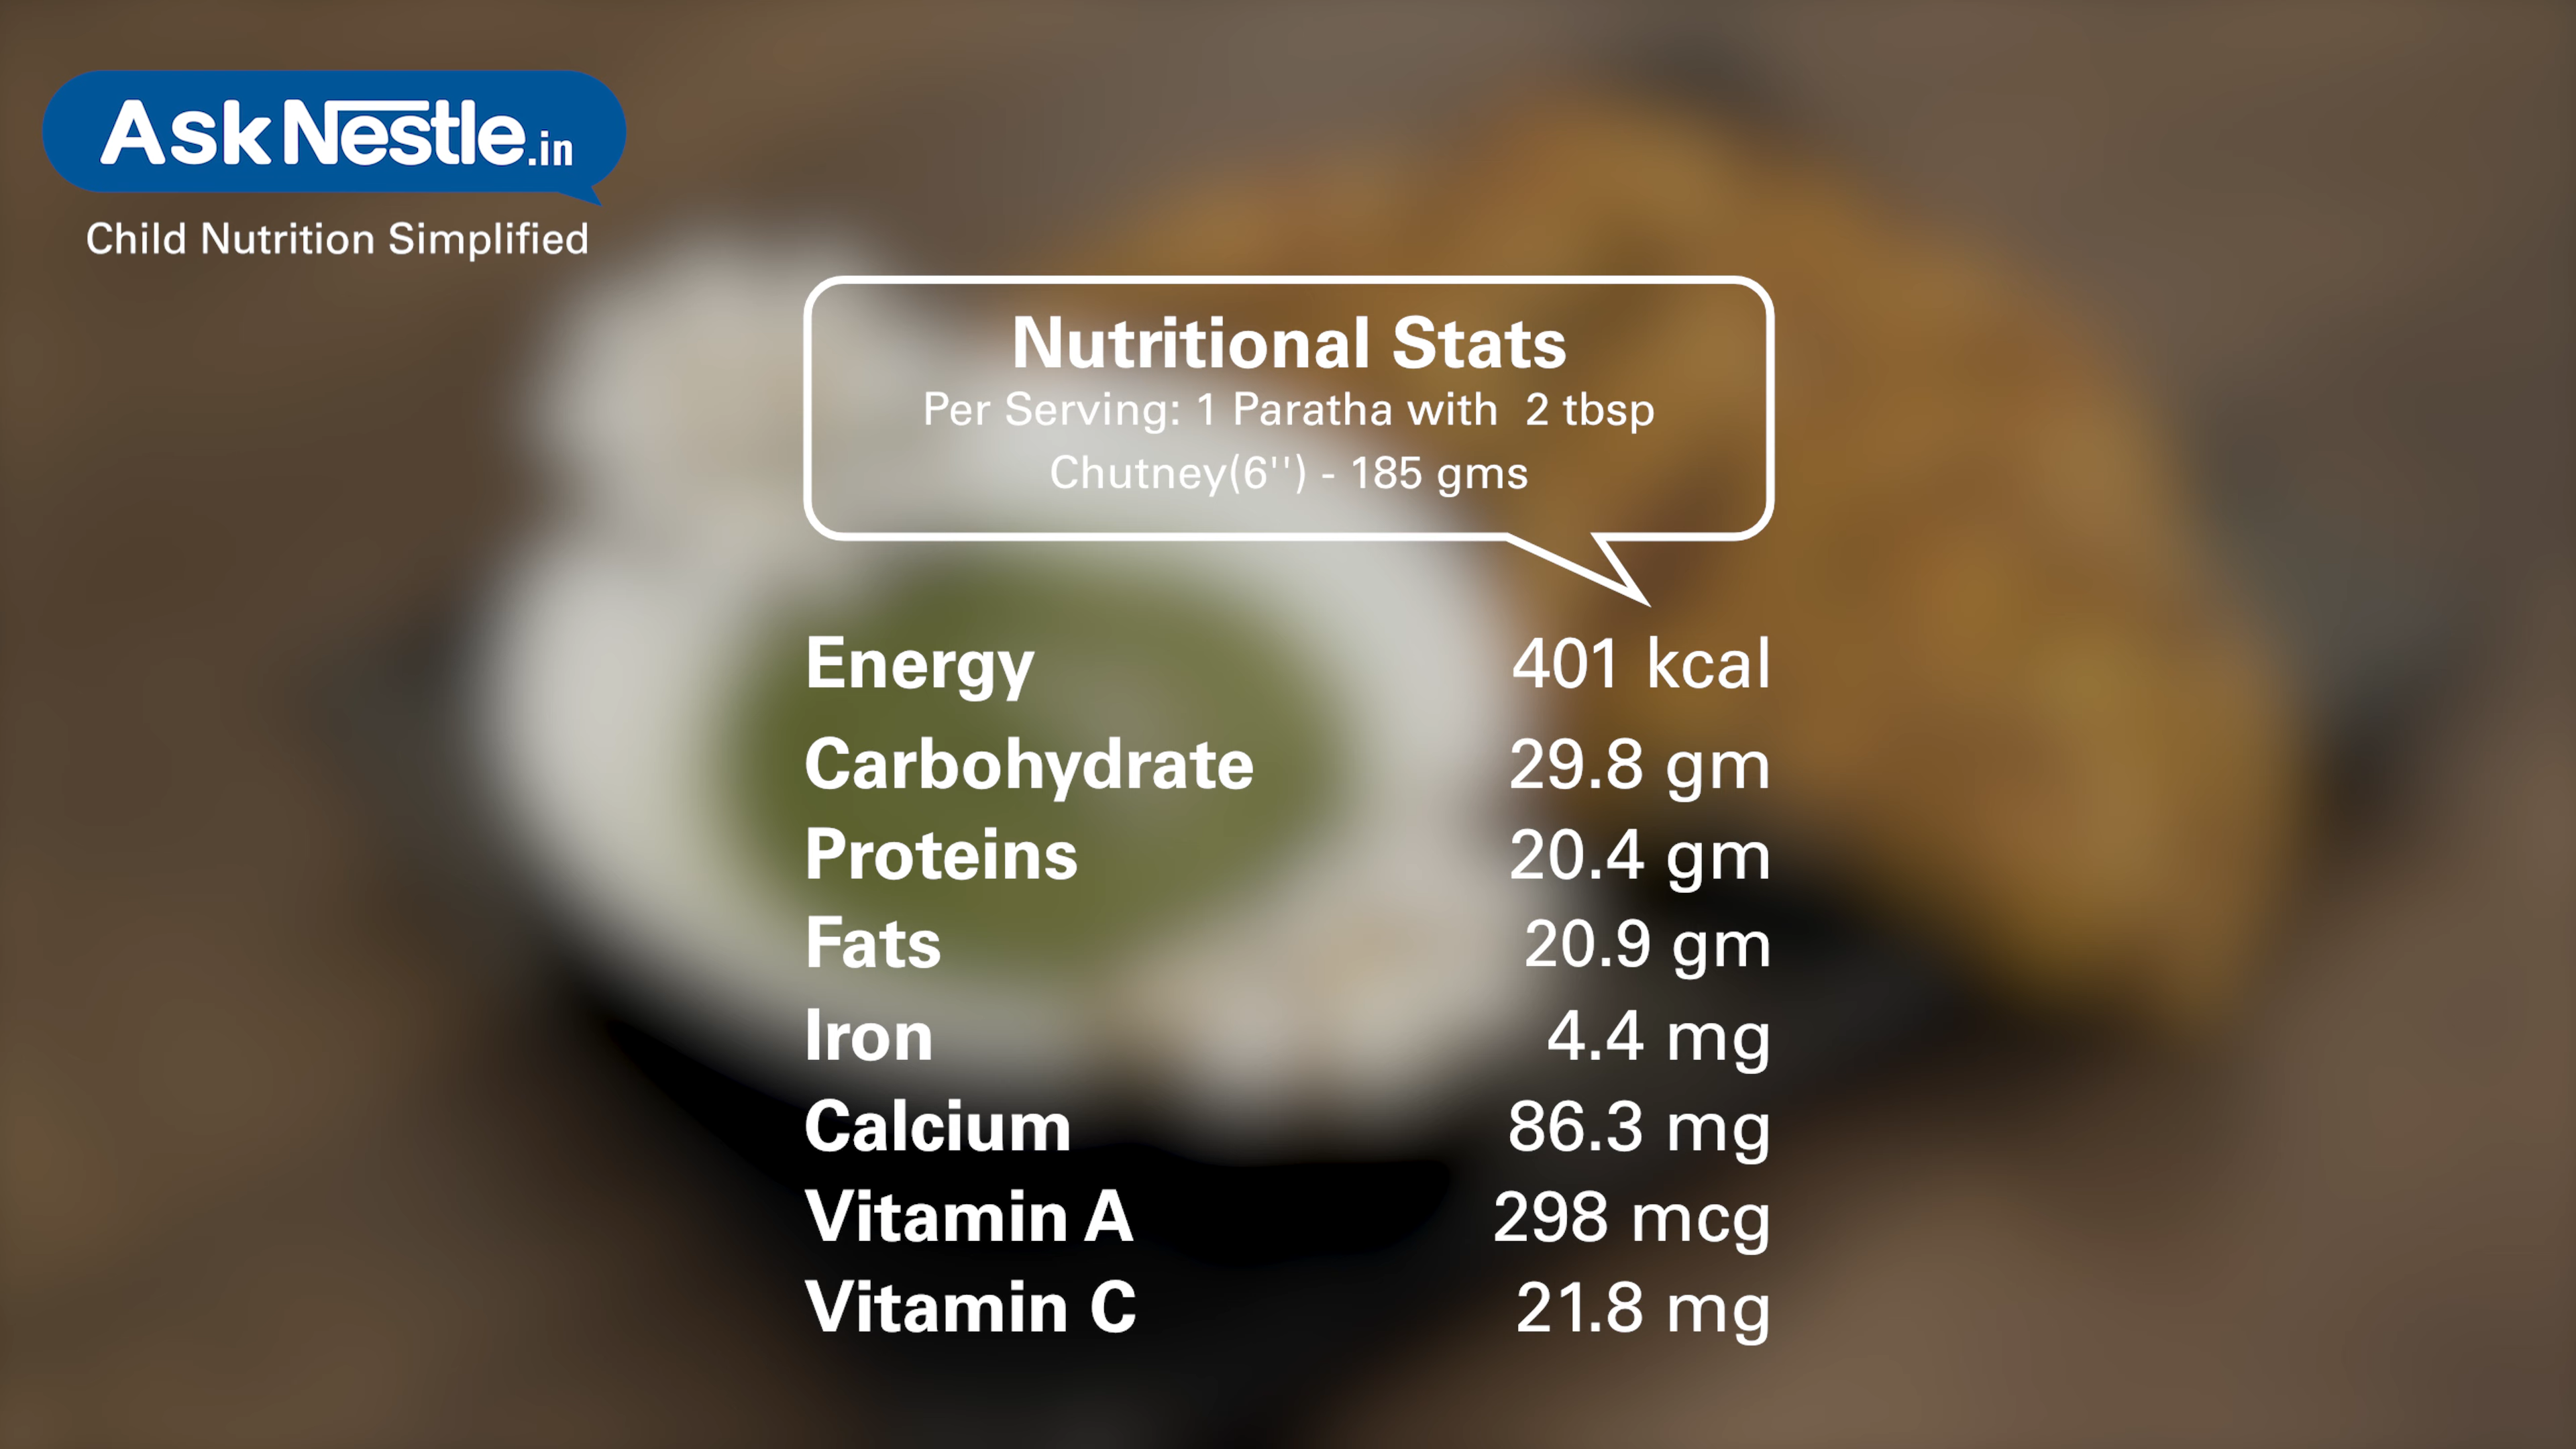 AskNestle.in
Child Nutrition Simplified
Nutritional Stats
Per Serving: 1 Paratha with 2 tbsp
Chutney(6'') - 185 gms
Energy 401 kcal
Carbohydrate 29.8 gm
Proteins 20.4 gm
Fats 20.9 gm
Iron 4.4 mg
Calcium 86.3 mg
Vitamin A 298 mcg
Vitamin C 21.8 mg